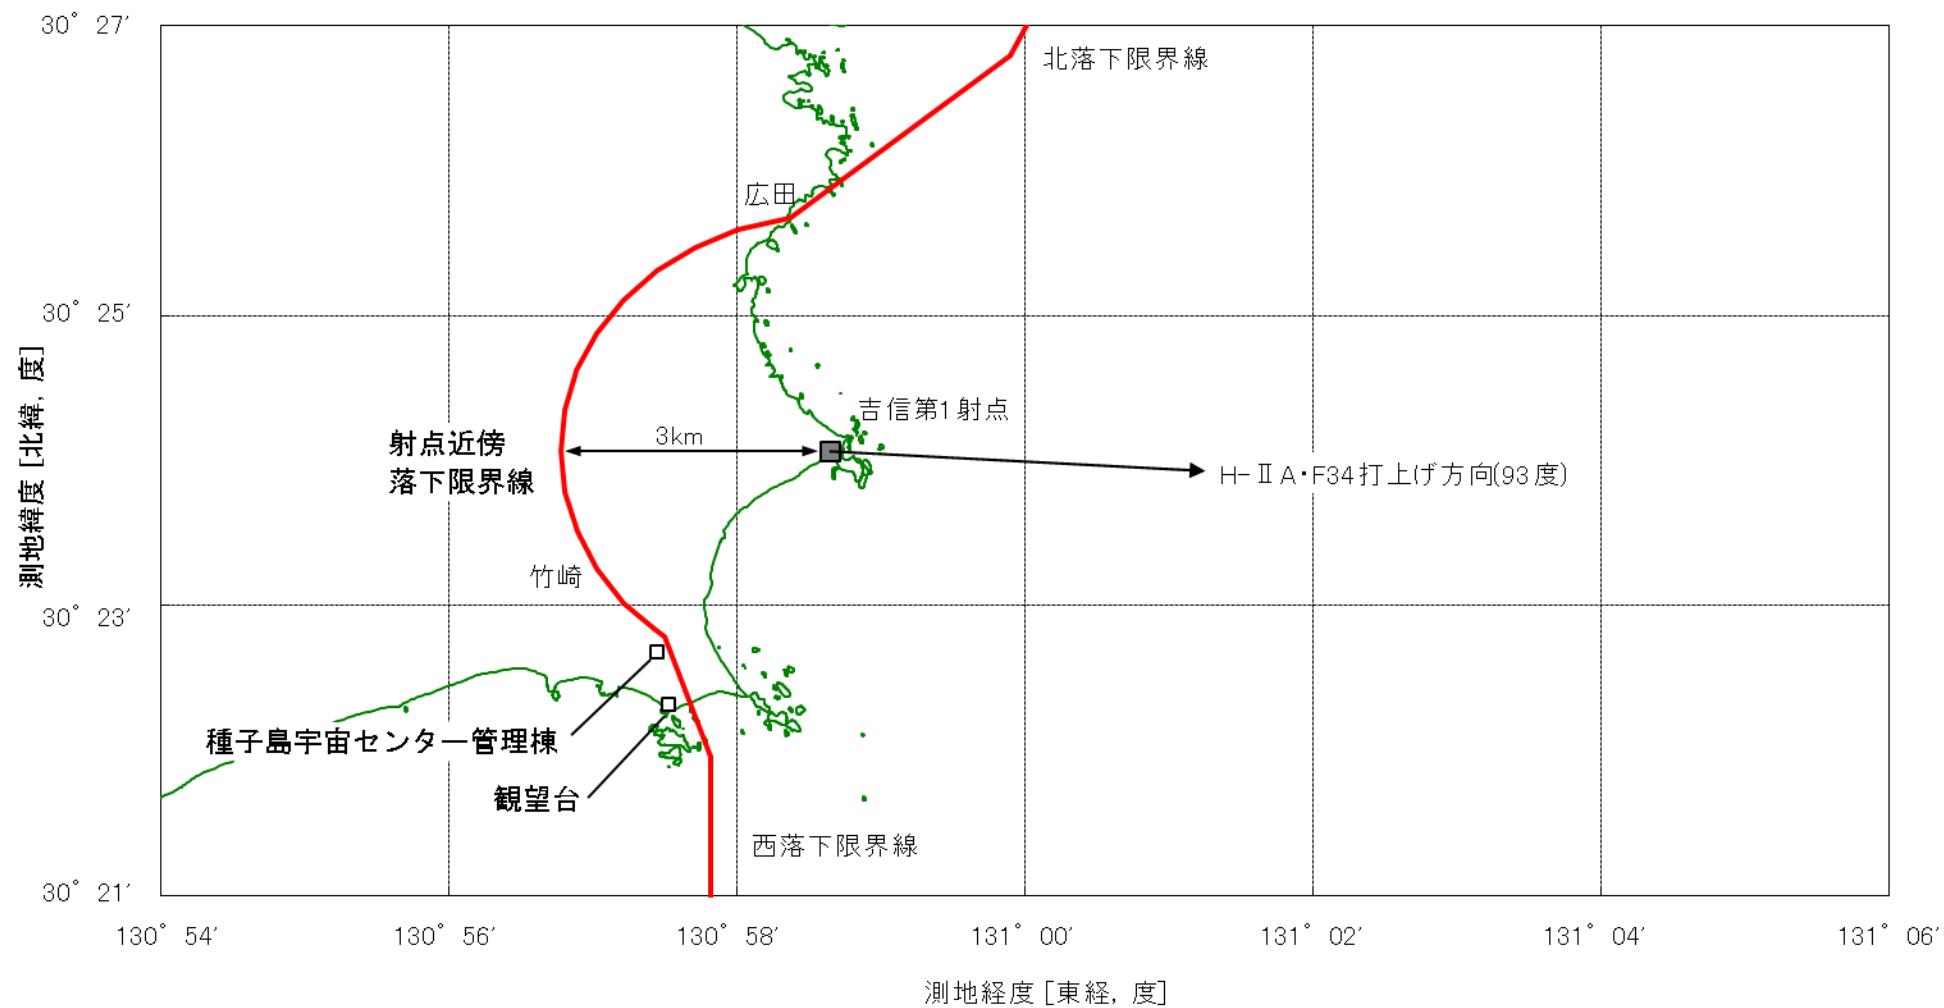 30° 27′
北落下限界線
広田
30° 25′
測地緯度 [北緯, 度]
吉信第1射点
3km
射点近傍
落下限界線
H-ⅡA・F34打上げ方向(93度)
竹崎
30° 23′
種子島宇宙センター管理棟
観望台
西落下限界線
30° 21′
130° 54′
130° 56′
130° 58′
131° 00′
131° 02′
131° 04′
131° 06′
測地経度 [東経, 度]